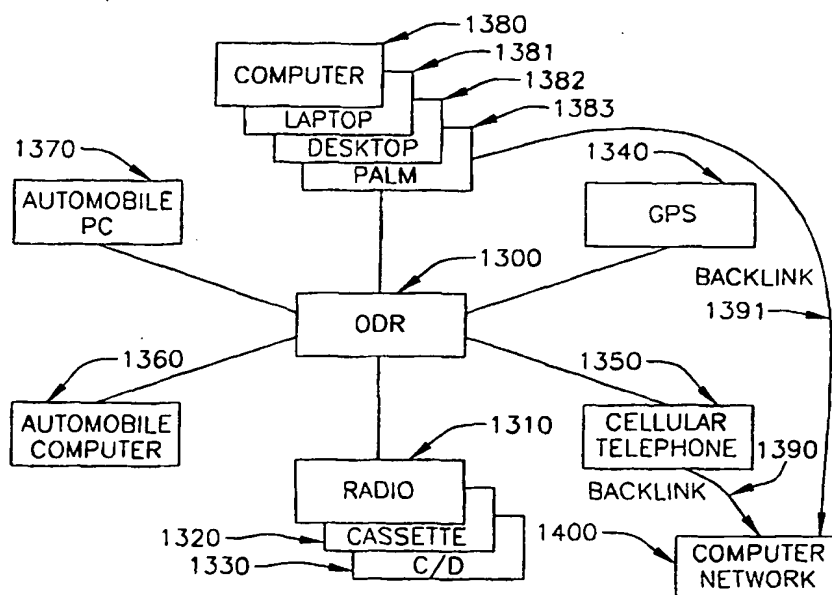 1380
COMPUTER
1381
LAPTOP
1382
DESKTOP
1383
PALM
1370
AUTOMOBILE
PC
1340
GPS
1300
ODR
BACKLINK
1391
1360
AUTOMOBILE
COMPUTER
1350
CELLULAR
TELEPHONE
1310
RADIO
1320
CASSETTE
1330
C/D
BACKLINK
1390
1400
COMPUTER
NETWORK